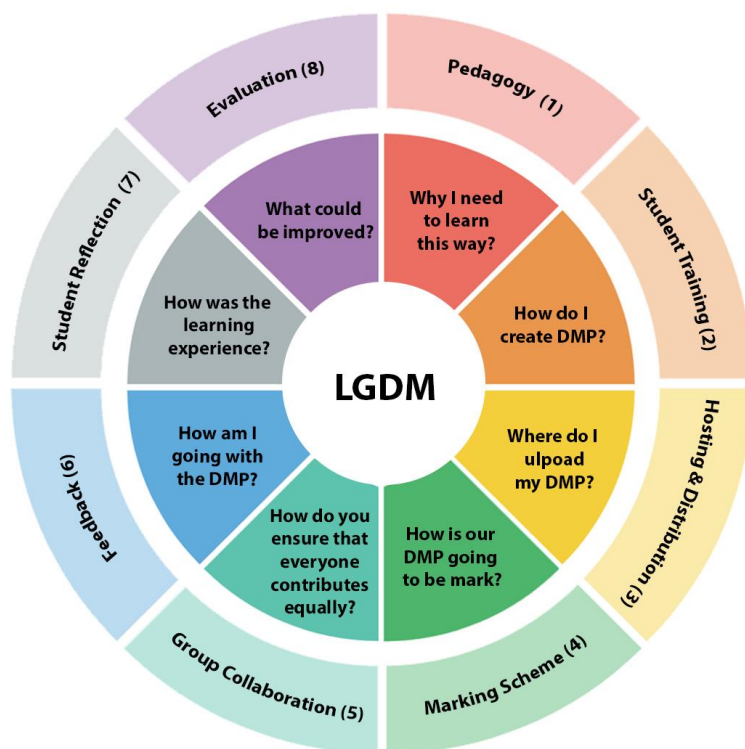 Pedagogy (1)
Why I need
to learn
this way?
Student Training (2)
How do I
create DMP?
Hosting & Distribution (3)
Where do I
ulpoad
my DMP?
Marking Scheme (4)
How is our
DMP going
to be mark?
Group Collaboration (5)
How do you
ensure that
everyone
contributes
equally?
Feedback (6)
How am I
going with
the DMP?
Student Reflection (7)
How was the
learning
experience?
Evaluation (8)
What could
be improved?
LGDM